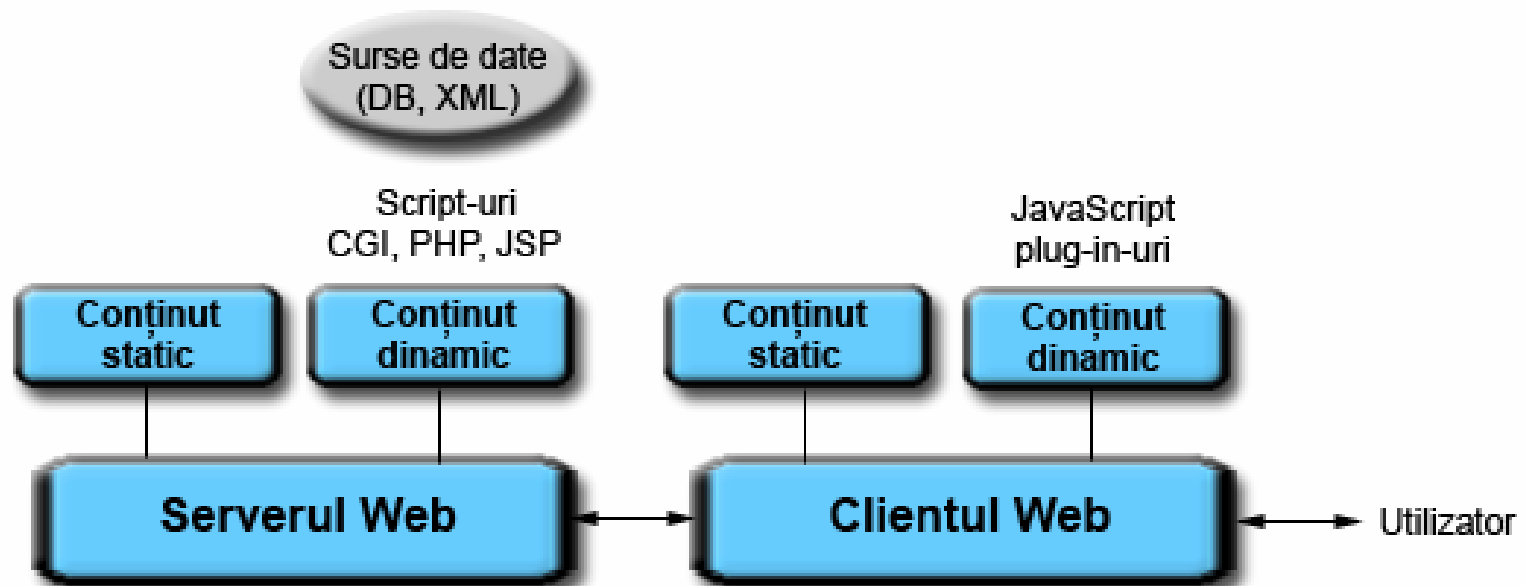 Surse de date
(DB, XML)
Script-uri
CGI, PHP, JSP
JavaScript
plug-in-uri
Conținut
static
Conținut
dinamic
Conținut
static
Conținut
dinamic
Serverul Web
Clientul Web
Utilizator